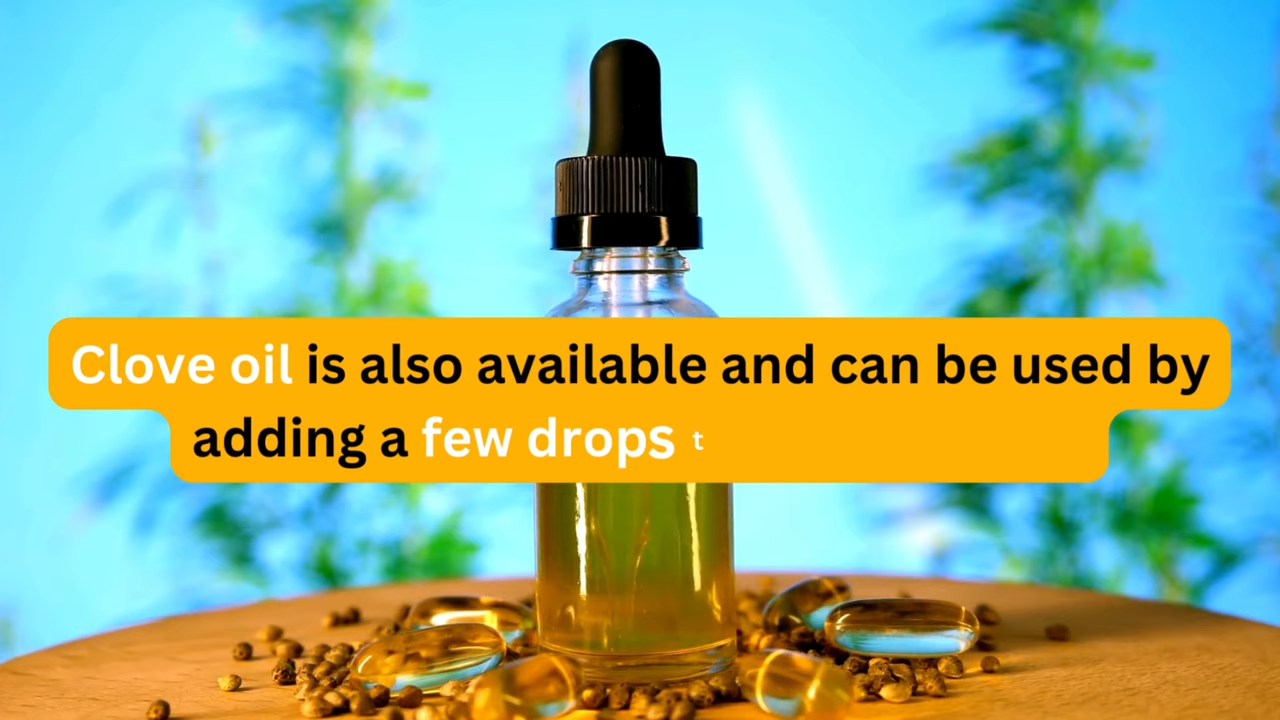 Clove oil is also available and can be used by
adding a few drops t